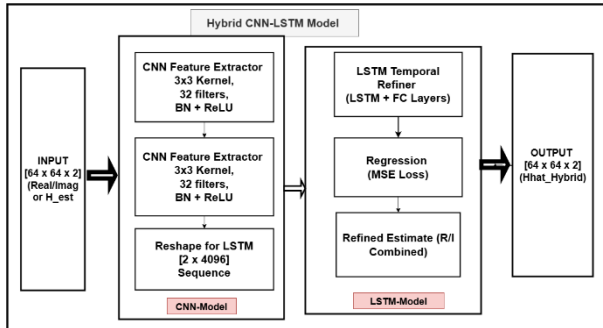 Hybrid CNN-LSTM Model
INPUT
[64 x 64 x 2]
(Real/Imag
or H_est)
CNN Feature Extractor
3x3 Kernel,
32 filters,
BN + ReLU
CNN Feature Extractor
3x3 Kernel,
32 filters,
BN + ReLU
Reshape for LSTM
[2 x 4096]
Sequence
CNN-Model
LSTM Temporal
Refiner
(LSTM + FC Layers)
Regression
(MSE Loss)
Refined Estimate (R/I
Combined)
LSTM-Model
OUTPUT
[64 x 64 x 2]
(Hhat_Hybrid)